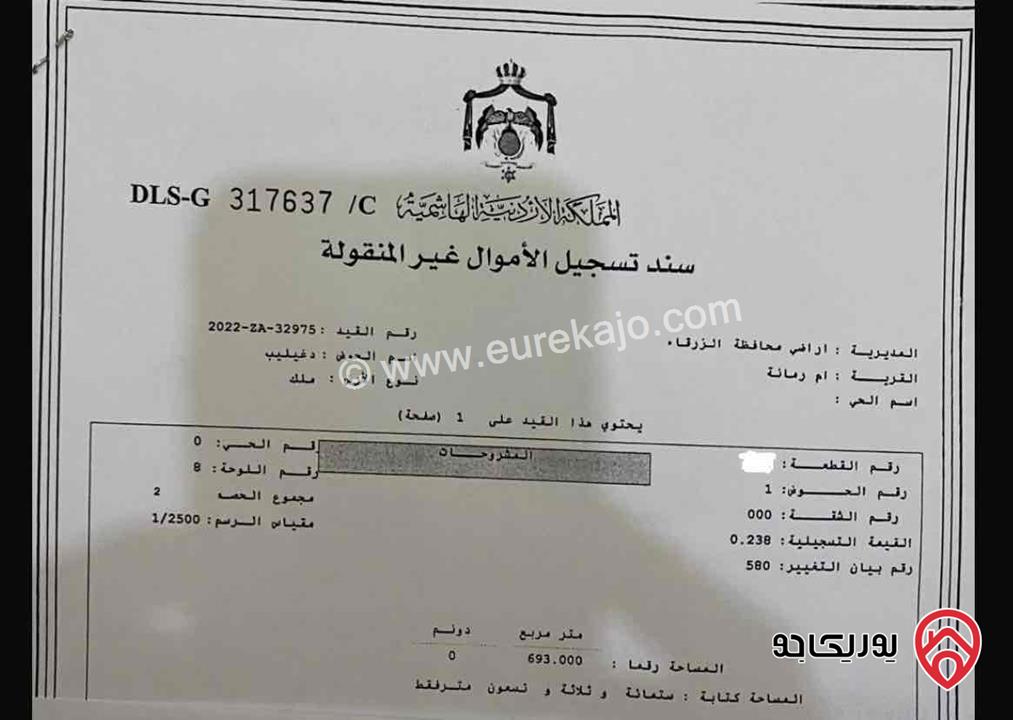 DLS-G 317637 /C المملكة الأردنية الهاشمية
سند تسجيل الأموال غير المنقولة
المديرية : اراضي محافظة الزرقاء رقم القيد : 2022-ZA-32975
القرية : ام رمانة اسم الحوض : دغيليب
اسم الحي : نوع الأرض : ملك
© www.eurekajo.com
يحتوي هذا القيد على 1 (صفحة)
المشروحات
رقم القطعة : رقم الحي: 0
رقم الحوض: 1 رقم اللوحة: 8
رقم الشقة: 000 مجموع الحصص 2
القيمة التسجيلية: 0.238 مقياس الرسم: 1/2500
رقم بيان التغيير: 580
متر مربع دونم
المساحة رقما : 693.000 0
المساحة كتابة : ستمائة و ثلاثة و تسعون مترفقط
يوريكاجو